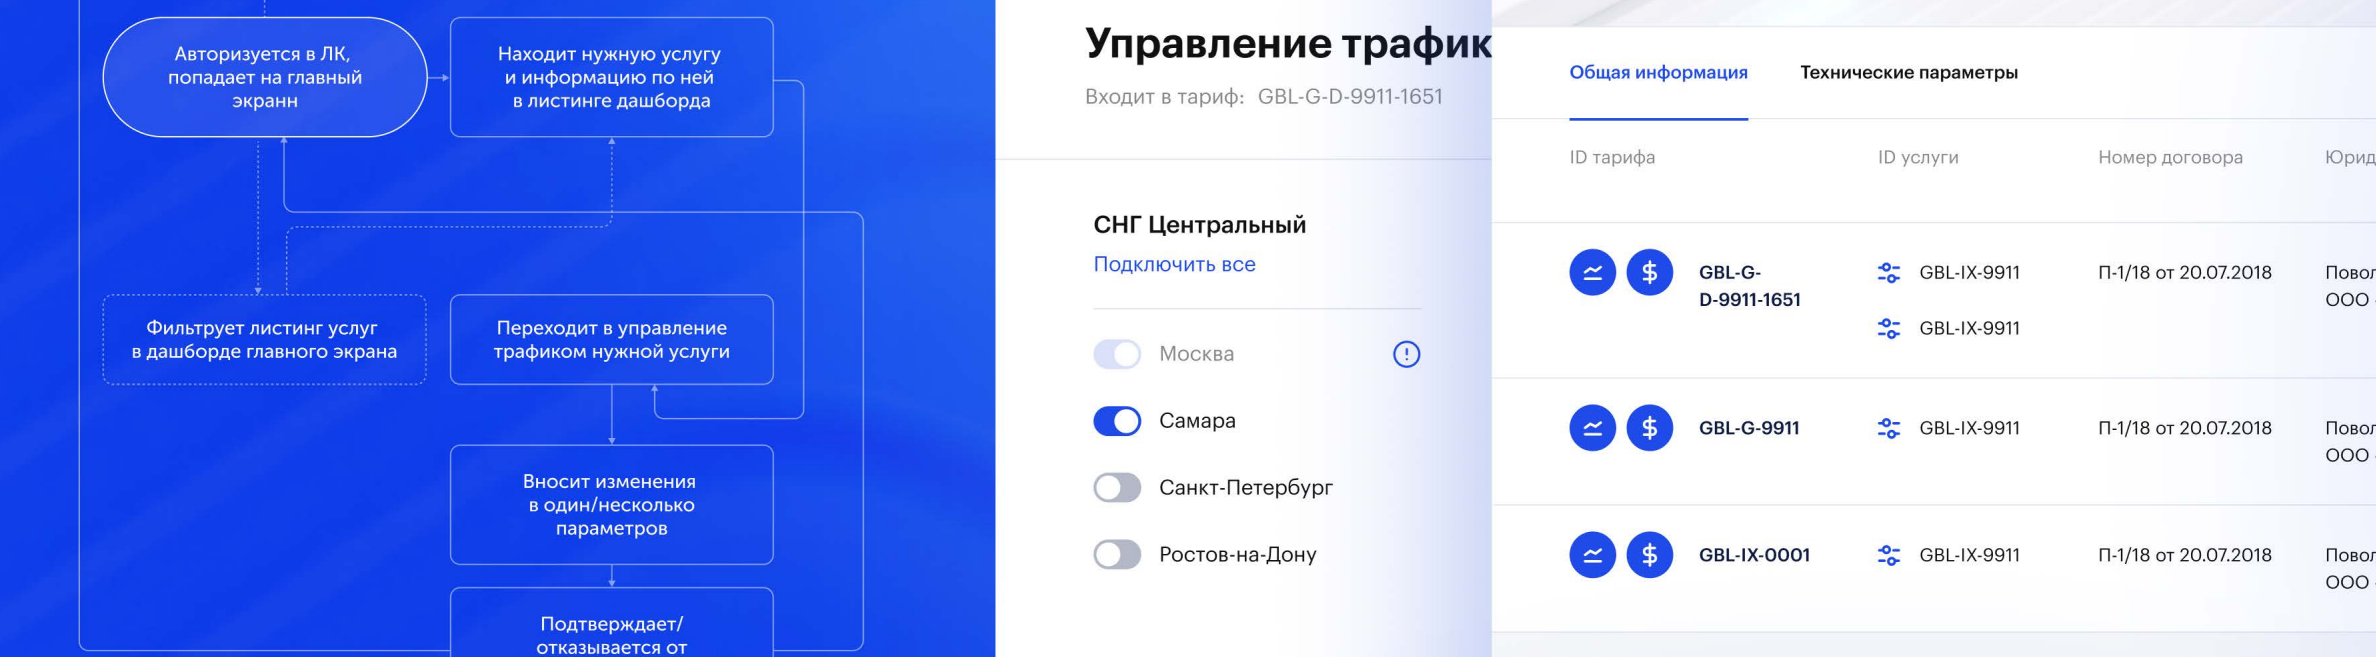 Авторизуется в ЛК,
попадает на главный
экранн
Находит нужную услугу
и информацию по ней
в листинге дашборда
Фильтрует листинг услуг
в дашборде главного экрана
Переходит в управление
трафиком нужной услуги
Вносит изменения
в один/несколько
параметров
Подтверждает/
отказывается от
Управление трафик
Входит в тариф: GBL-G-D-9911-1651
СНГ Центральный
Подключить все
Москва
Самара
Санкт-Петербург
Ростов-на-Дону
Общая информация Технические параметры
ID тарифа ID услуги Номер договора Юрид
GBL-G-
D-9911-1651
GBL-IX-9911
GBL-IX-9911
П-1/18 от 20.07.2018
Повол
ООО
GBL-G-9911 GBL-IX-9911 П-1/18 от 20.07.2018 Повол
ООО
GBL-IX-0001 GBL-IX-9911 П-1/18 от 20.07.2018 Повол
ООО